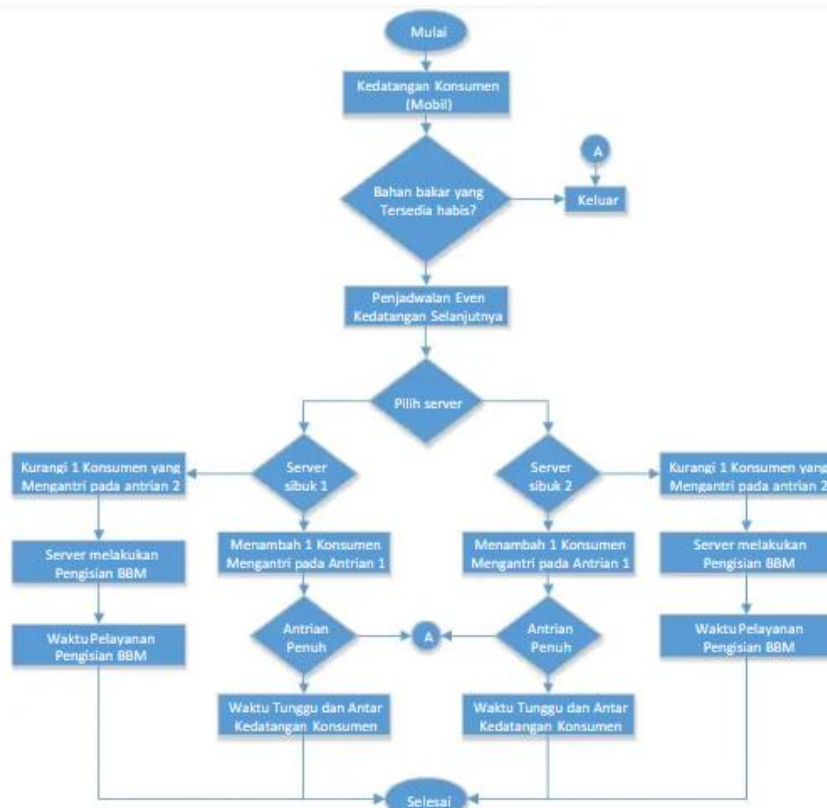 Mulai
Kedatangan Konsumen
(Mobil)
A
Bahan bakar yang
Tersedia habis?
Keluar
Penjadwalan Even
Kedatangan Selanjutnya
Pilih server
Kurangi 1 Konsumen yang
Mengantri pada antrian 2
Server
sibuk 1
Server
sibuk 2
Kurangi 1 Konsumen yang
Mengantri pada antrian 2
Server melakukan
Pengisian BBM
Menambah 1 Konsumen
Mengantri pada Antrian 1
Menambah 1 Konsumen
Mengantri pada Antrian 1
Server melakukan
Pengisian BBM
Waktu Pelayanan
Pengisian BBM
Antrian
Penuh
A
Antrian
Penuh
Waktu Pelayanan
Pengisian BBM
Waktu Tunggu dan Antar
Kedatangan Konsumen
Waktu Tunggu dan Antar
Kedatangan Konsumen
Selesai